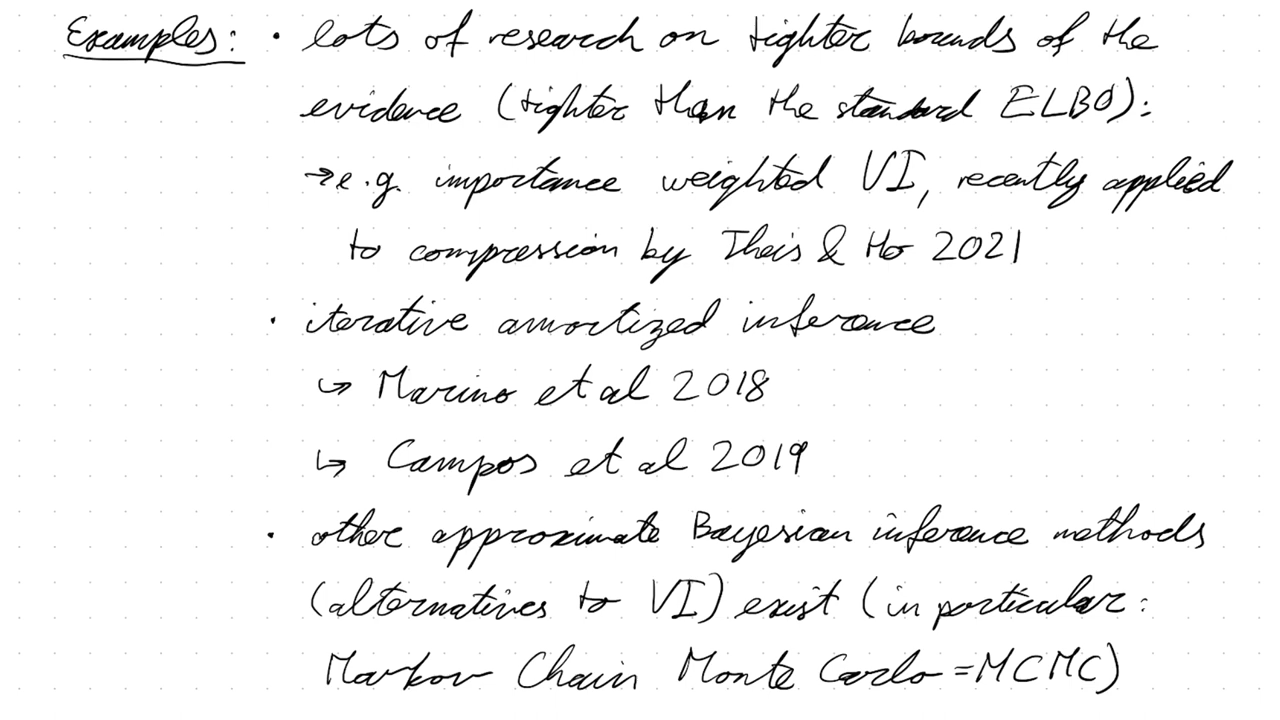 Examples: • lots of research on tighter bounds of the
evidence (tighter than the standard ELBO):
→ e.g. importance weighted VI, recently applied
to compression by Theis & Ho 2021
• iterative amortized inference
↪ Marino et al 2018
↪ Campos et al 2019
• other approximate Bayesian inference methods
(alternatives to VI) exist (in particular:
Markov Chain Monte Carlo = MCMC)